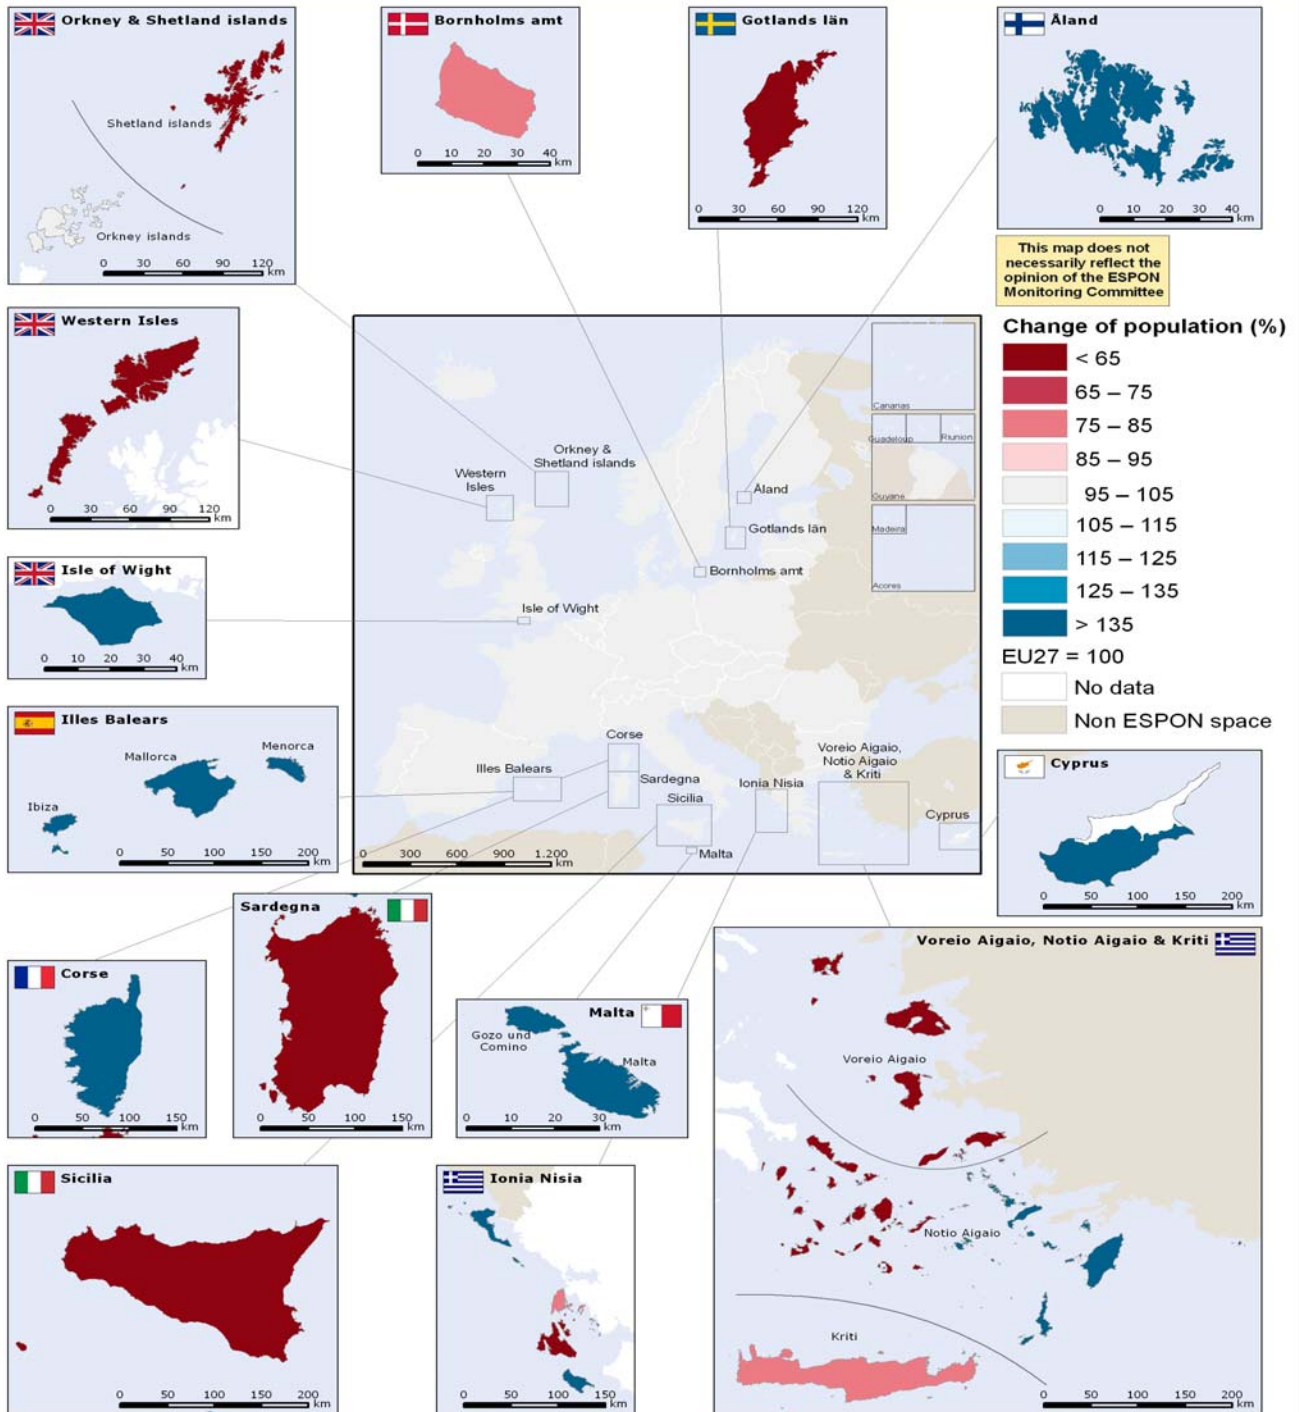 Orkney & Shetland islands
Shetland islands
Orkney islands
0 30 60 90 120
km
Bornholms amt
0 10 20 30 40
km
Gotlands län
0 30 60 90 120
km
Åland
0 10 20 30 40
km
This map does not
necessarily reflect the
opinion of the ESPON
Monitoring Committee
Western Isles
0 30 60 90 120
km
Isle of Wight
0 10 20 30 40
km
Illes Balears
Mallorca
Menorca
Ibiza
0 50 100 150 200
km
Canarias
Guadeloup
Riunion
Guyane
Madeira
Acores
Orkney &
Shetland islands
Western
Isles
Åland
Gotlands län
Bornholms amt
Isle of Wight
Corse
Illes Balears
Sardegna
Sicilia
Ionia Nisia
Voreio Aigaio,
Notio Aigaio
& Kriti
Cyprus
Malta
0 300 600 900 1.200
km
Change of population (%)
< 65
65 – 75
75 – 85
85 – 95
95 – 105
105 – 115
115 – 125
125 – 135
> 135
EU27 = 100
No data
Non ESPON space
Cyprus
0 50 100 150 200
km
Corse
0 50 100 150
km
Sardegna
0 50 100 150
km
Malta
Gozo und
Comino
Malta
0 10 20 30
km
Voreio Aigaio, Notio Aigaio & Kriti
Voreio Aigaio
Notio Aigaio
Kriti
0 50 100 150 200
km
Sicilia
0 50 100 150 200
km
Ionia Nisia
0 50 100 150
km